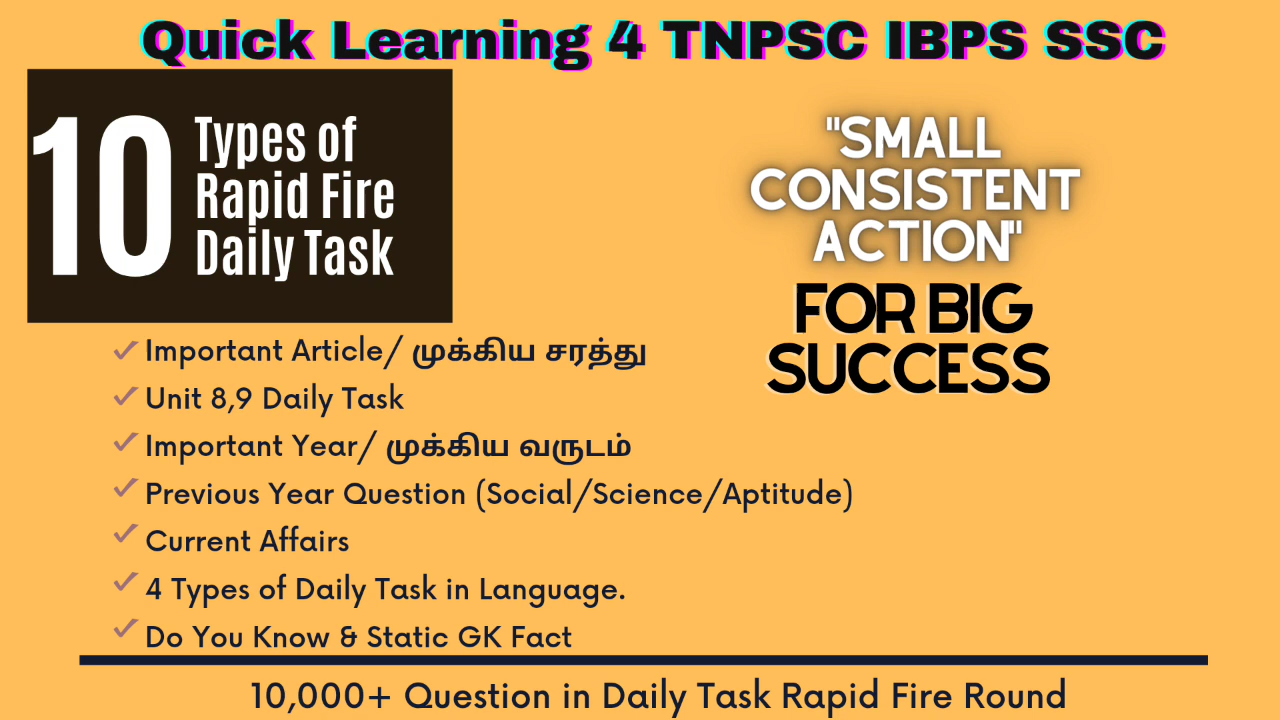 Quick Learning 4 TNPSC IBPS SSC
10
Types of
Rapid Fire
Daily Task
"SMALL
CONSISTENT
ACTION"
FOR BIG
SUCCESS
Important Article/ முக்கிய சரத்து
Unit 8,9 Daily Task
Important Year/ முக்கிய வருடம்
Previous Year Question (Social/Science/Aptitude)
Current Affairs
4 Types of Daily Task in Language.
Do You Know & Static GK Fact
10,000+ Question in Daily Task Rapid Fire Round